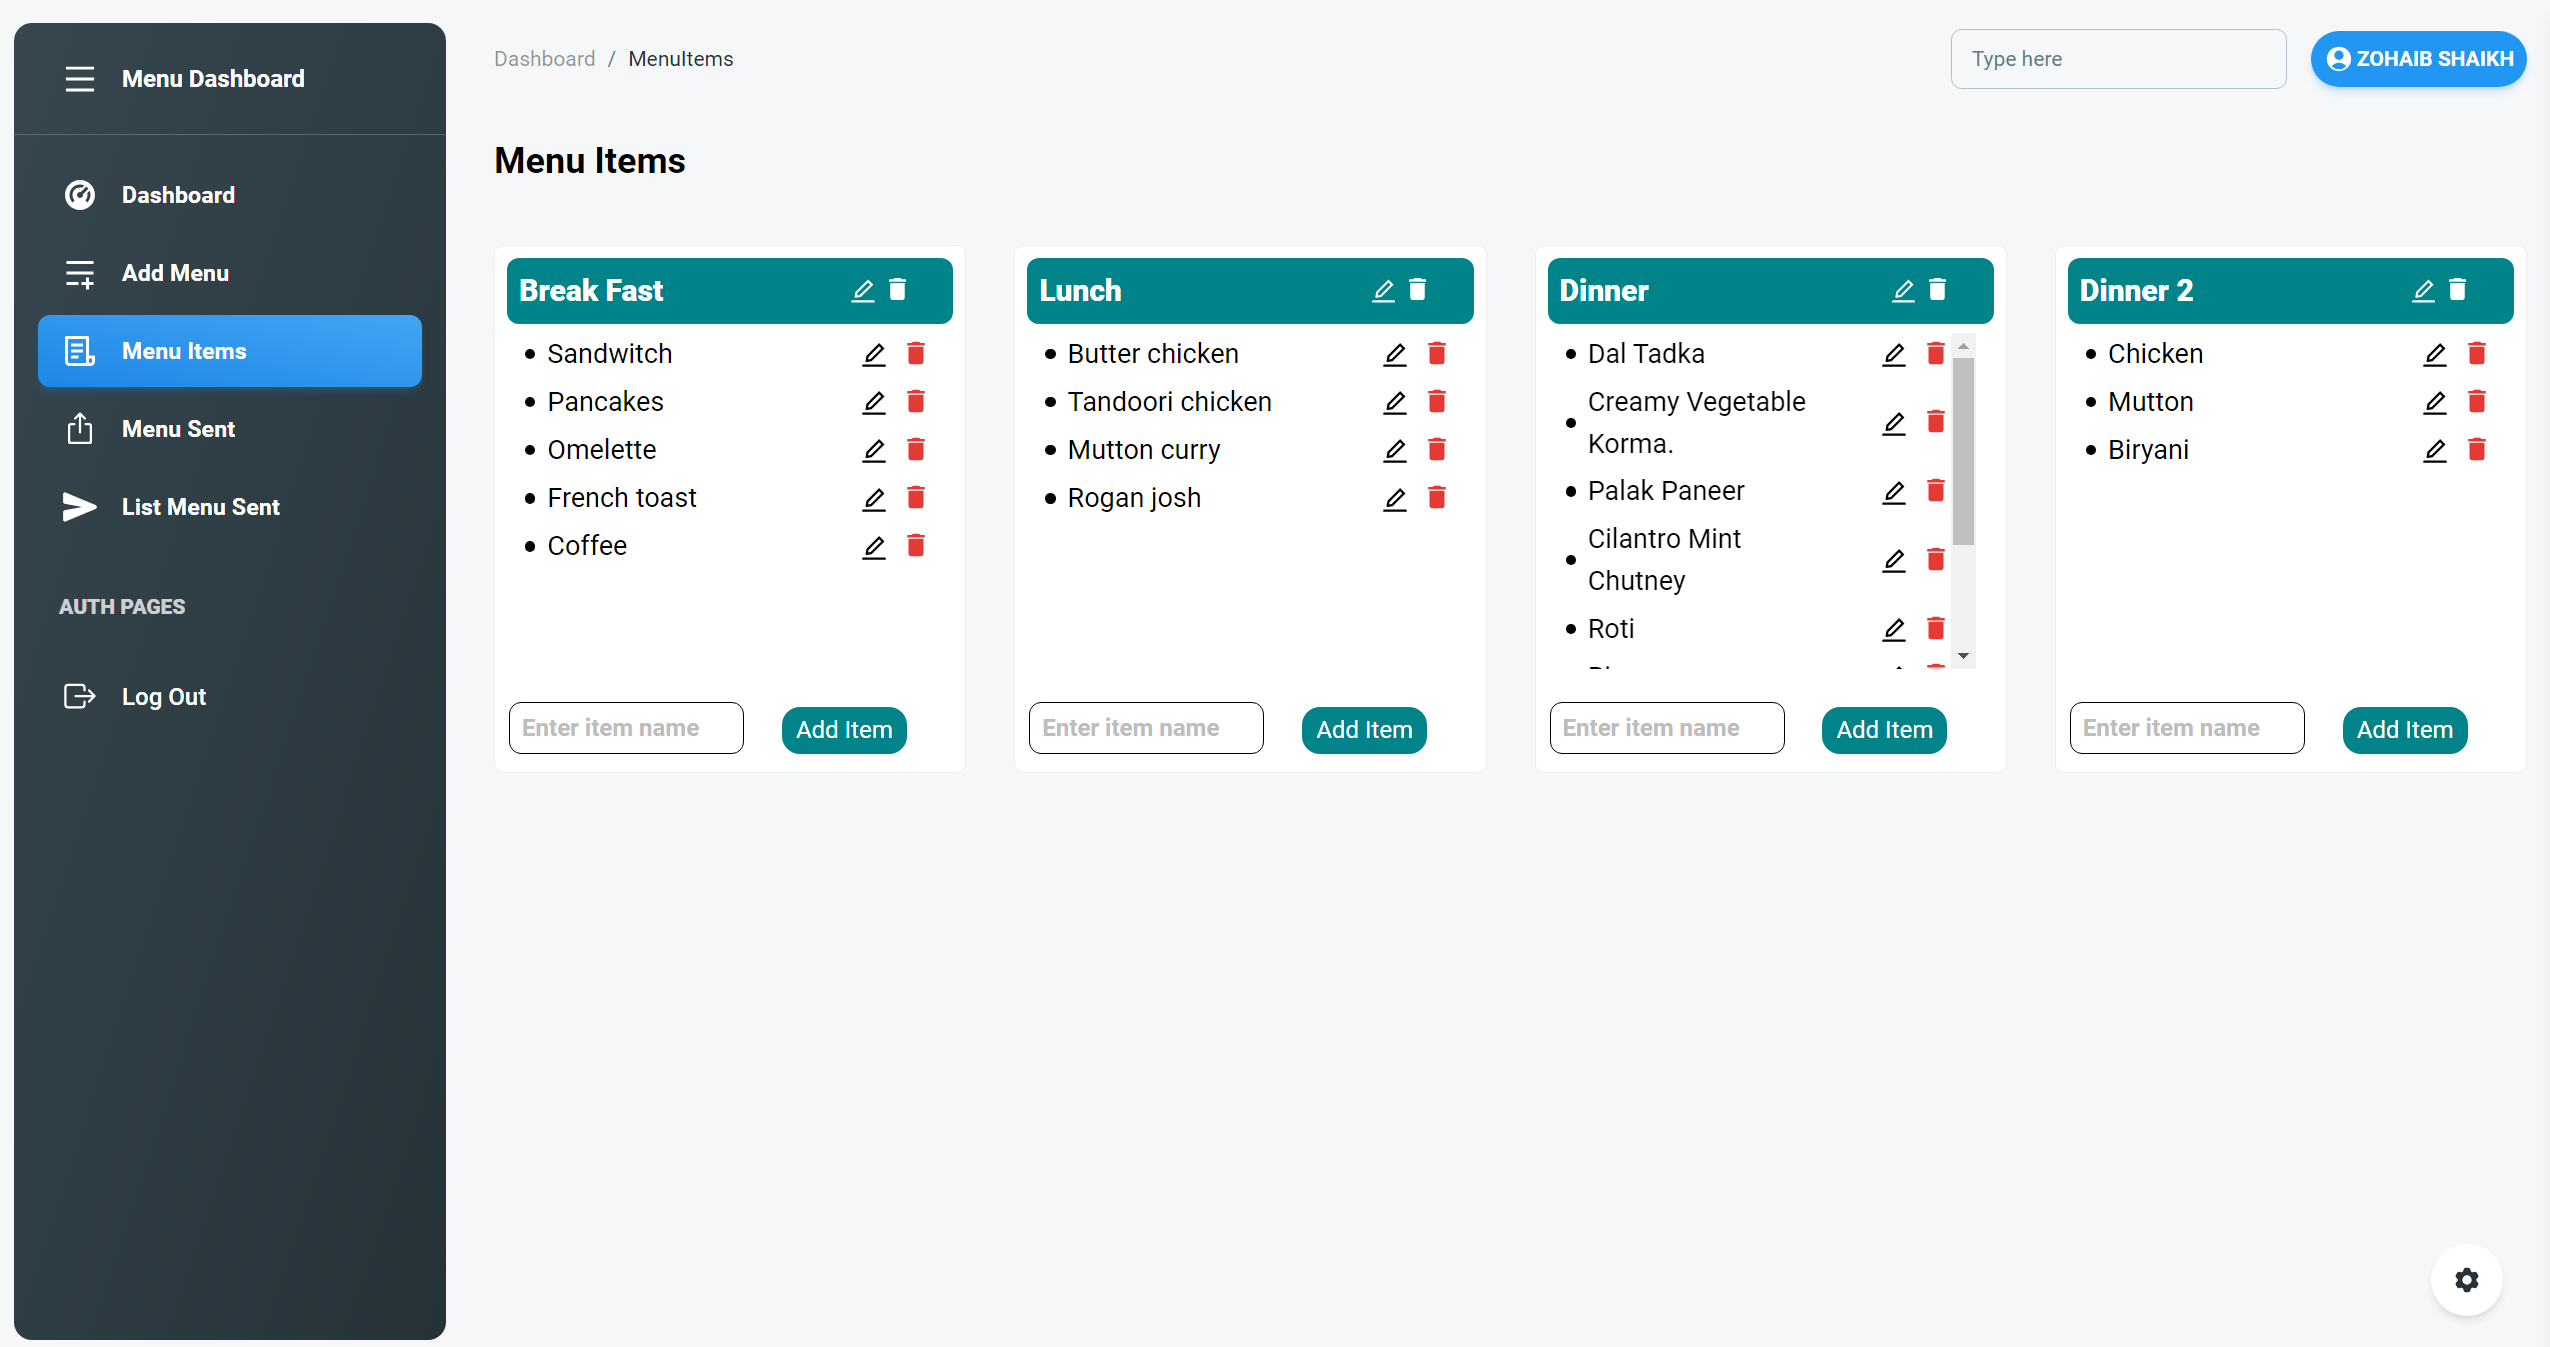 Menu Dashboard
Dashboard
Add Menu
Menu Items
Menu Sent
List Menu Sent
AUTH PAGES
Log Out
Dashboard / MenuItems
Type here
ZOHAIB SHAIKH
Menu Items
Break Fast
Sandwitch
Pancakes
Omelette
French toast
Coffee
Enter item name
Add Item
Lunch
Butter chicken
Tandoori chicken
Mutton curry
Rogan josh
Enter item name
Add Item
Dinner
Dal Tadka
Creamy Vegetable
Korma.
Palak Paneer
Cilantro Mint
Chutney
Roti
Enter item name
Add Item
Dinner 2
Chicken
Mutton
Biryani
Enter item name
Add Item